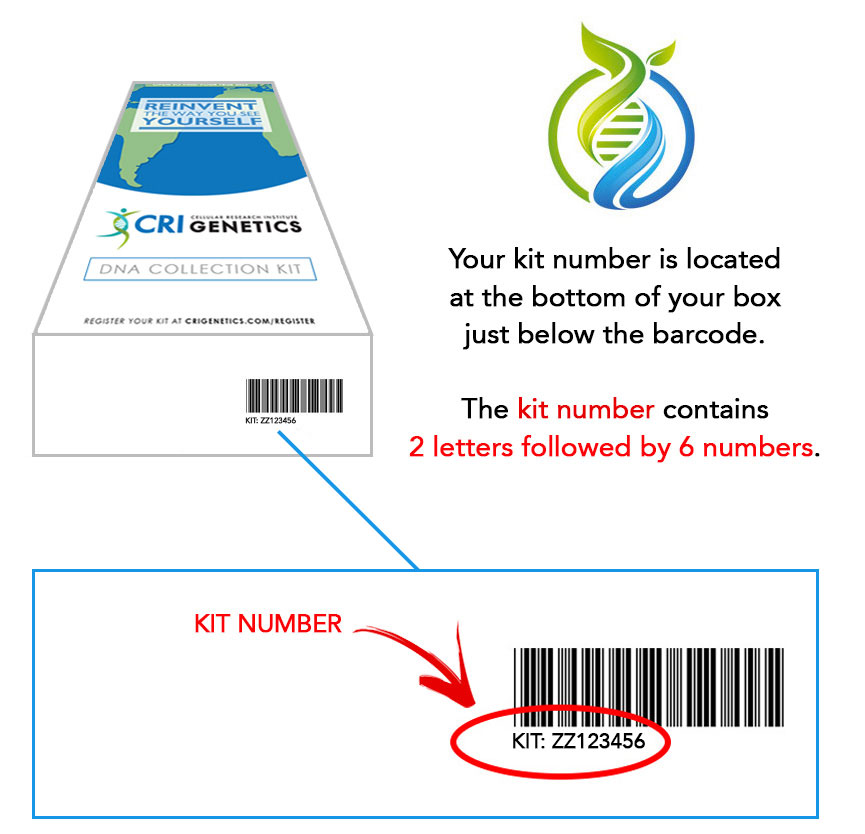 REINVENT
THE WAY YOU SEE
YOURSELF
CRI
CELLULAR RESEARCH INSTITUTE
GENETICS
DNA COLLECTION KIT
REGISTER YOUR KIT AT CRIGENETICS.COM/REGISTER
KIT: ZZ123456
Your kit number is located
at the bottom of your box
just below the barcode.
The kit number contains
2 letters followed by 6 numbers.
KIT NUMBER
KIT: ZZ123456